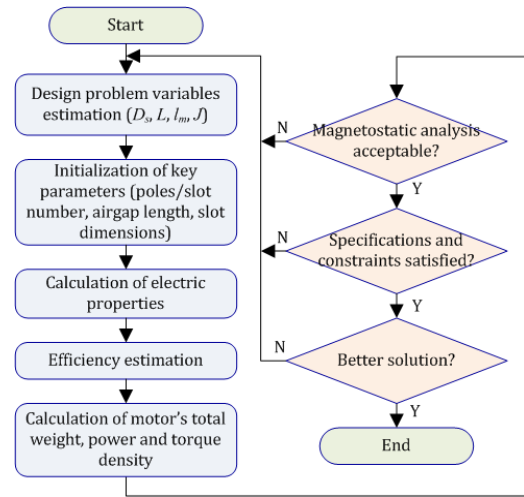 Start
Design problem variables
estimation (Ds, L, lm, J)
Initialization of key
parameters (poles/slot
number, airgap length, slot
dimensions)
Calculation of electric
properties
Efficiency estimation
Calculation of motor's total
weight, power and torque
density
N
Magnetostatic analysis
acceptable?
Y
N
Specifications and
constraints satisfied?
Y
N
Better solution?
Y
End